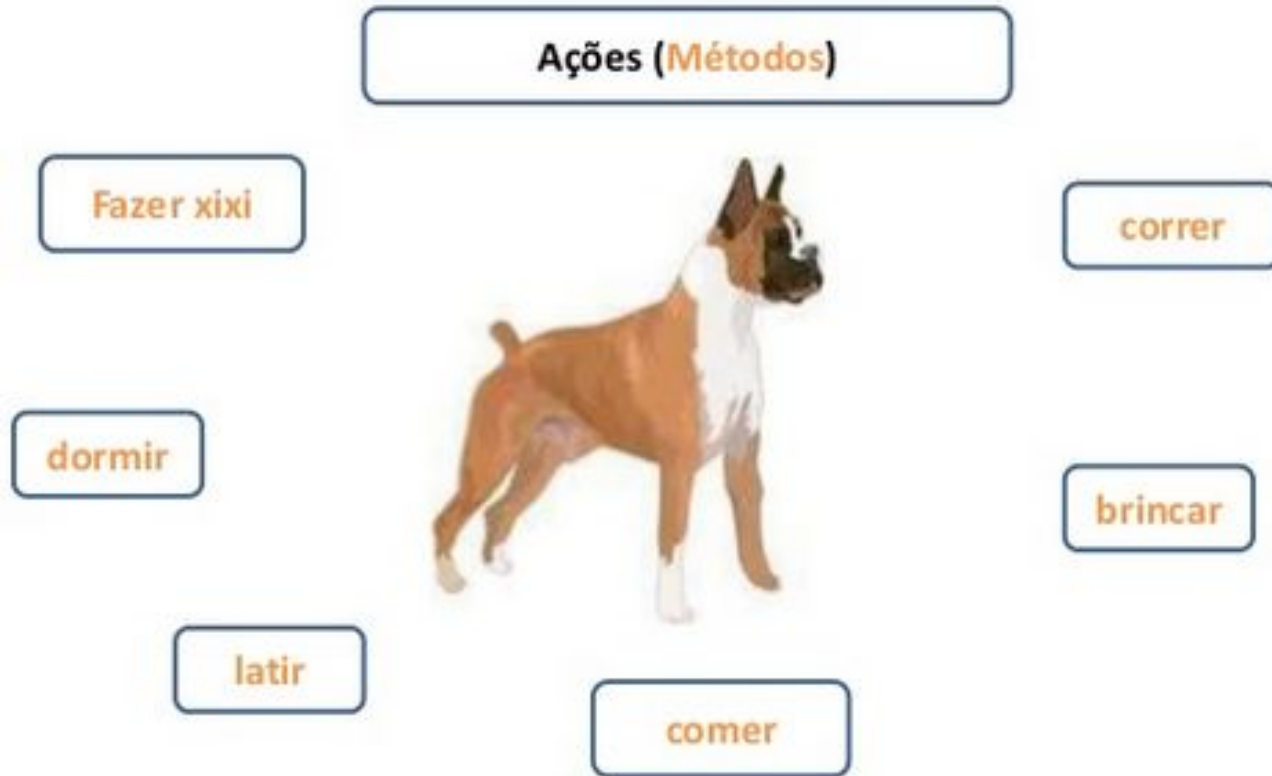 Ações (Métodos)
Fazer xixi
correr
dormir
brincar
latir
comer